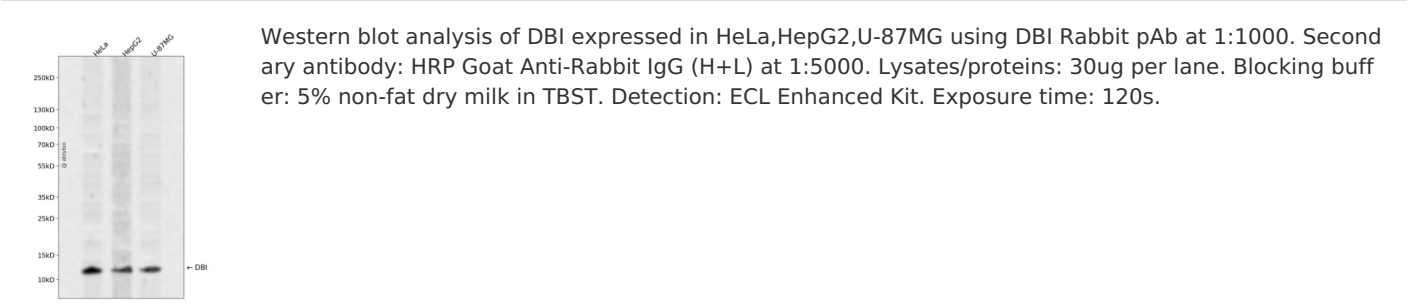 HeLa
HepG2
U-87MG
250kD
130kD
100kD
70kD
55kD
35kD
25kD
15kD
10kD
← DBI
Western blot analysis of DBI expressed in HeLa,HepG2,U-87MG using DBI Rabbit pAb at 1:1000. Second
ary antibody: HRP Goat Anti-Rabbit IgG (H+L) at 1:5000. Lysates/proteins: 30ug per lane. Blocking buff
er: 5% non-fat dry milk in TBST. Detection: ECL Enhanced Kit. Exposure time: 120s.